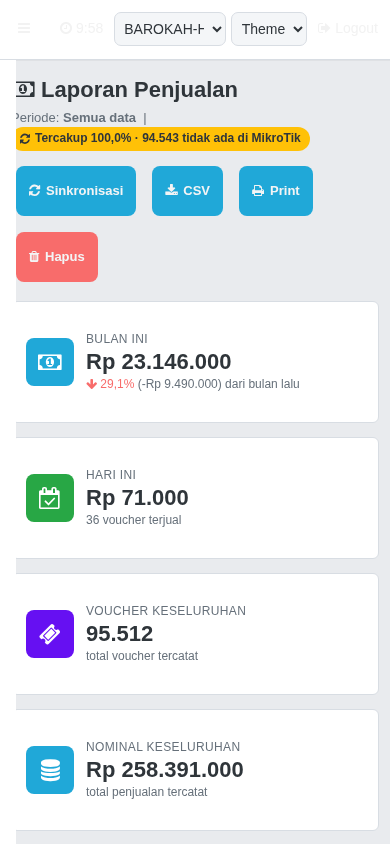 9:58 BAROKAH-H Theme Logout
Laporan Penjualan
Periode: Semua data |
Tercakup 100,0% · 94.543 tidak ada di MikroTik
Sinkronisasi CSV Print
Hapus
BULAN INI
Rp 23.146.000
29,1% (-Rp 9.490.000) dari bulan lalu
HARI INI
Rp 71.000
36 voucher terjual
VOUCHER KESELURUHAN
95.512
total voucher tercatat
NOMINAL KESELURUHAN
Rp 258.391.000
total penjualan tercatat